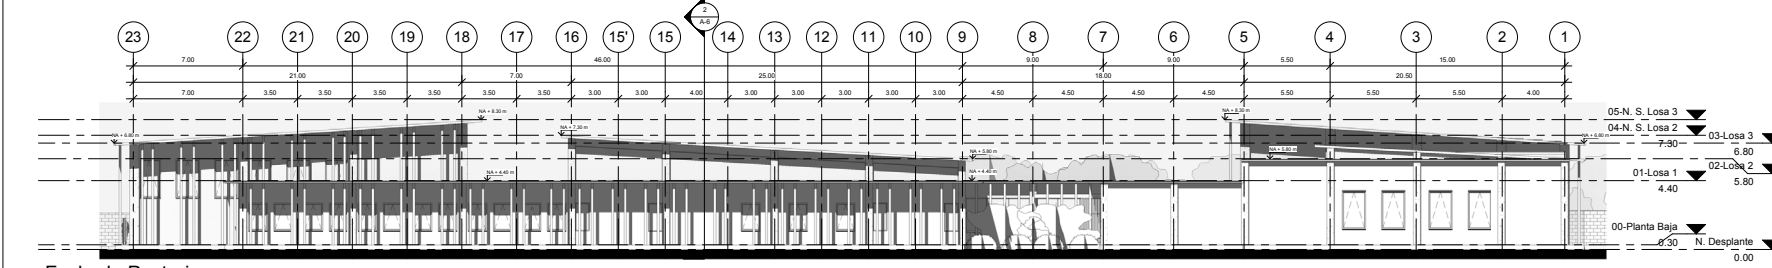 2
A-6
23 22 21 20 19 18 17 16 15' 15 14 13 12 11 10 9 8 7 6 5 4 3 2 1
7.00 46.00 9.00 9.00 5.50 15.00
21.00 7.00 25.00 18.00 20.50
7.00 3.50 3.50 3.50 3.50 3.50 3.50 3.00 3.00 4.00 3.00 3.00 3.00 3.00 3.00 4.50 4.50 4.50 4.50 5.50 5.50 5.50 4.00
NA + 8.30 m NA + 8.30 m 05-N. S. Losa 3
NA + 6.80 m NA + 7.30 m NA + 6.80 m 04-N. S. Losa 2 03-Losa 3
7.30 6.80
NA + 5.80 m NA + 5.80 m 02-Losa 2
NA + 4.40 m NA + 4.40 m 01-Losa 1 5.80
4.40
00-Planta Baja
0.30 N. Desplante
0.00